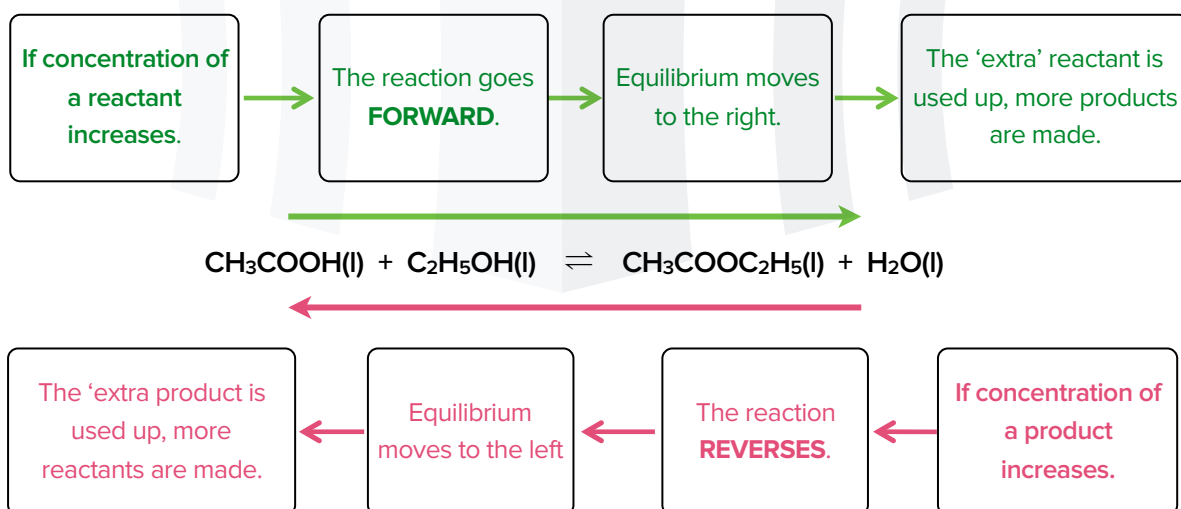 If concentration of
a reactant
increases.
The reaction goes
FORWARD.
Equilibrium moves
to the right.
The ‘extra’ reactant is
used up, more products
are made.
CH₃COOH(l) + C₂H₅OH(l) ⇌ CH₃COOC₂H₅(l) + H₂O(l)
The ‘extra product is
used up, more
reactants are made.
Equilibrium
moves to the left
The reaction
REVERSES.
If concentration of
a product
increases.